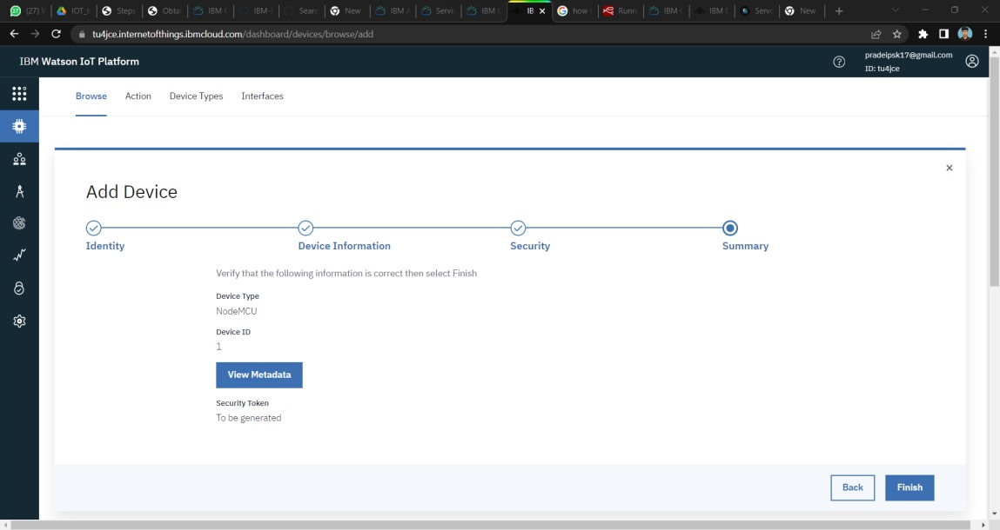 (27)
IOT_
Steps
Obta
IBM
IBM-
Sear
New
IBM
Servi
IBM
IB
how
Runn
IBM
IBM
Servo
New
tu4jce.internetofthings.ibmcloud.com/dashboard/devices/browse/add
IBM Watson IoT Platform
pradeipsk17@gmail.com
ID: tu4jce
Browse
Action
Device Types
Interfaces
Add Device
Identity
Device Information
Security
Summary
Verify that the following information is correct then select Finish
Device Type
NodeMCU
Device ID
1
View Metadata
Security Token
To be generated
Back
Finish